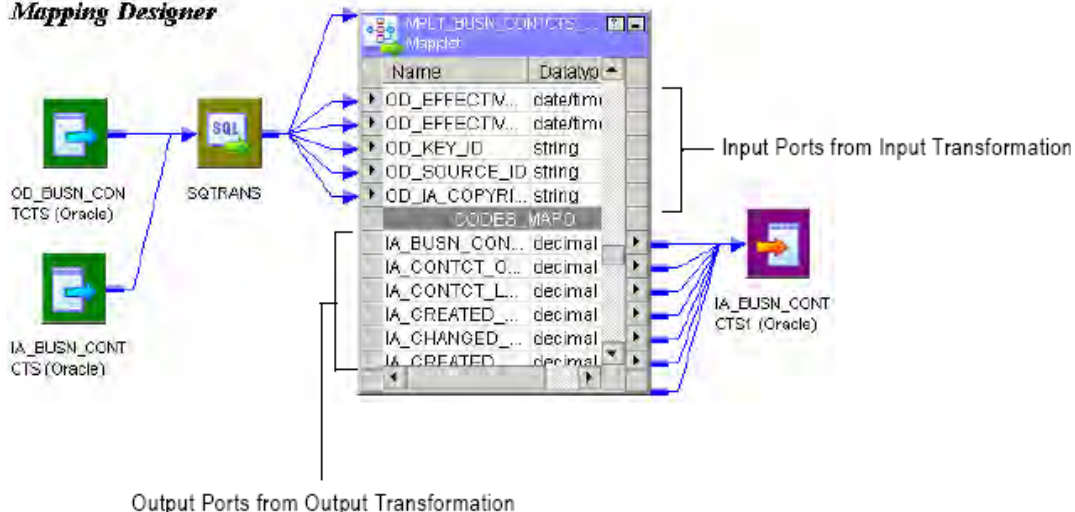 Mapping Designer
MPLT_BUSN_CONTCTS_...
Mapplet
Name Datatyp
OD_EFFECTIV... date/tim
OD_EFFECTIV... date/tim
OD_KEY_ID string
OD_SOURCE_ID string
OD_IA_COPYRI... string
CODES_MAPO
IA_BUSN_CON... decimal
IA_CONTCT_O... decimal
IA_CONTCT_L... decimal
IA_CREATED_... decimal
IA_CHANGED_... decimal
IA_CREATED decimal
Input Ports from Input Transformation
SQL
OD_BUSN_CON
TCTS (Oracle)
SQTRANS
IA_BUSN_CONT
CTS (Oracle)
IA_BUSN_CONT
CTS1 (Oracle)
Output Ports from Output Transformation